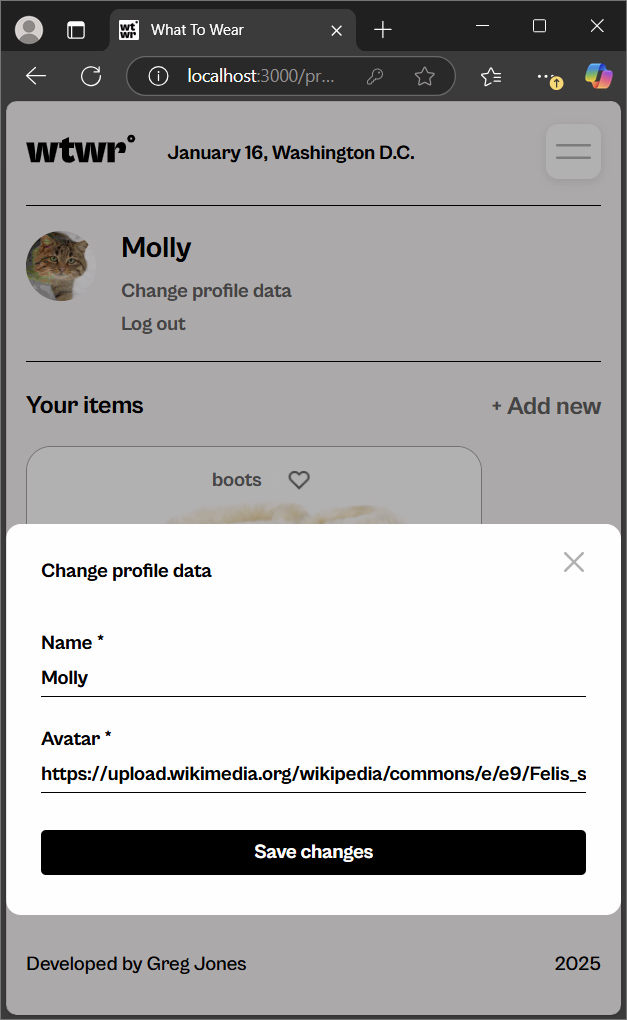 wt
wr
What To Wear
localhost:3000/pr...
wtwr°
January 16, Washington D.C.
Molly
Change profile data
Log out
Your items
+ Add new
boots
Change profile data
Name *
Molly
Avatar *
https://upload.wikimedia.org/wikipedia/commons/e/e9/Felis_s
Save changes
Developed by Greg Jones
2025